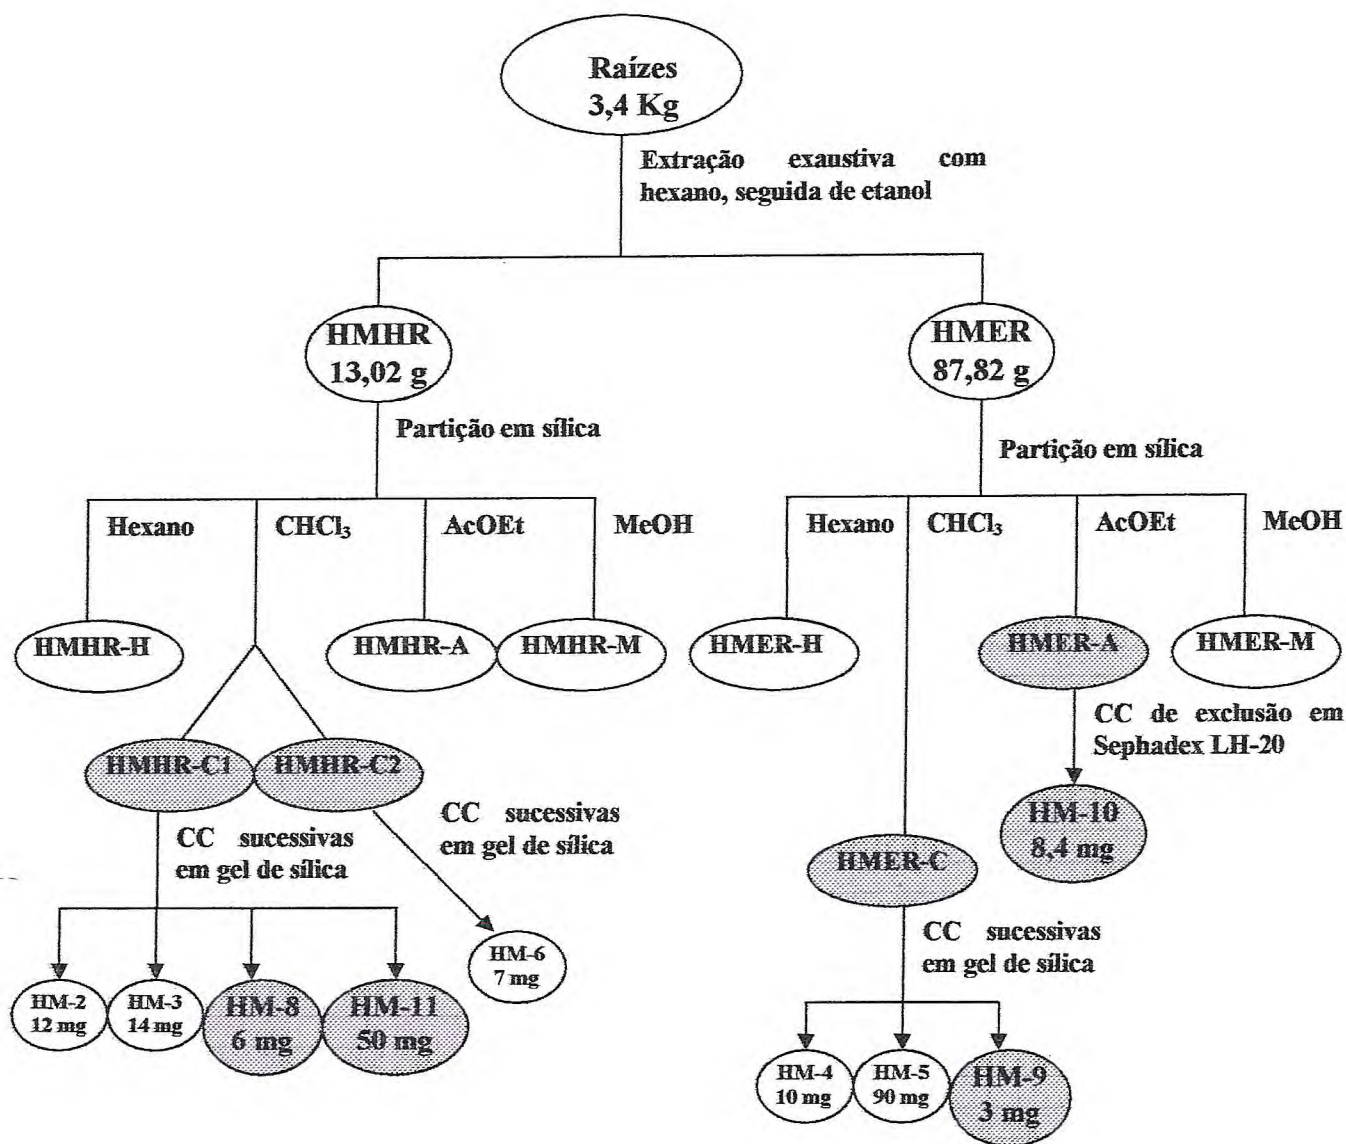 Raízes
3,4 Kg
Extração exaustiva com
hexano, seguida de etanol
HMHR
13,02 g
HMER
87,82 g
Partição em sílica
Partição em sílica
Hexano
CHCl₃
AcOEt
MeOH
Hexano
CHCl₃
AcOEt
MeOH
HMHR-H
HMHR-A
HMHR-M
HMER-H
HMER-A
HMER-M
CC de exclusão em
Sephadex LH-20
HMHR-C1
HMHR-C2
HM-10
8,4 mg
CC sucessivas
em gel de sílica
CC sucessivas
em gel de sílica
HMER-C
CC sucessivas
em gel de sílica
HM-6
7 mg
HM-2
12 mg
HM-3
14 mg
HM-8
6 mg
HM-11
50 mg
HM-4
10 mg
HM-5
90 mg
HM-9
3 mg